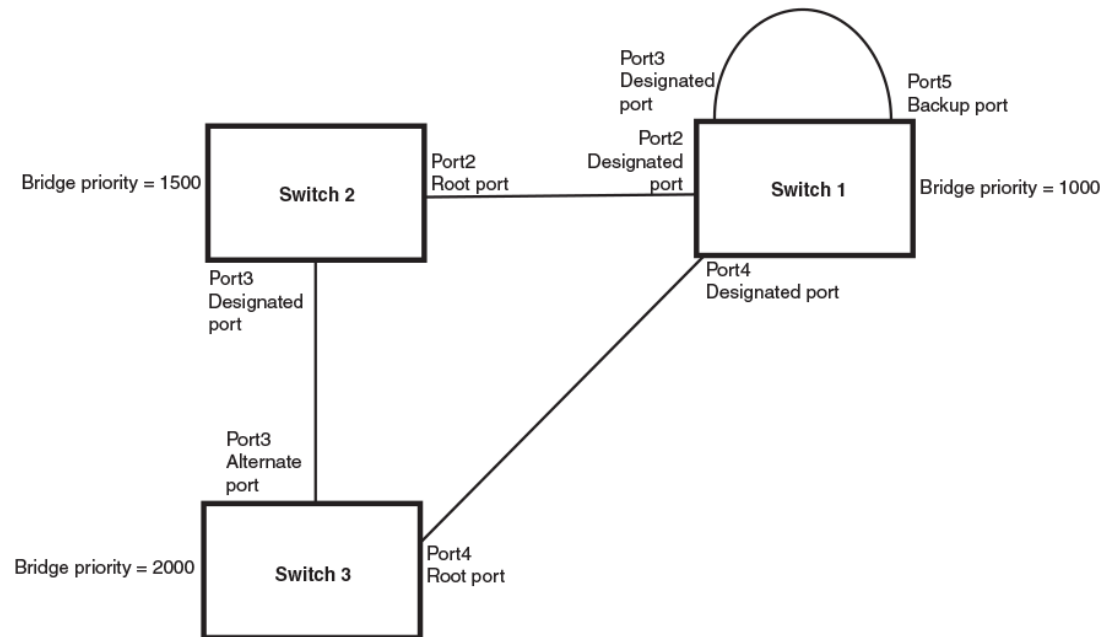 Port3
Designated
port
Port5
Backup port
Port2
Designated
port
Port2
Root port
Bridge priority = 1500
Switch 2
Switch 1
Bridge priority = 1000
Port3
Designated
port
Port4
Designated port
Port3
Alternate
port
Port4
Root port
Bridge priority = 2000
Switch 3